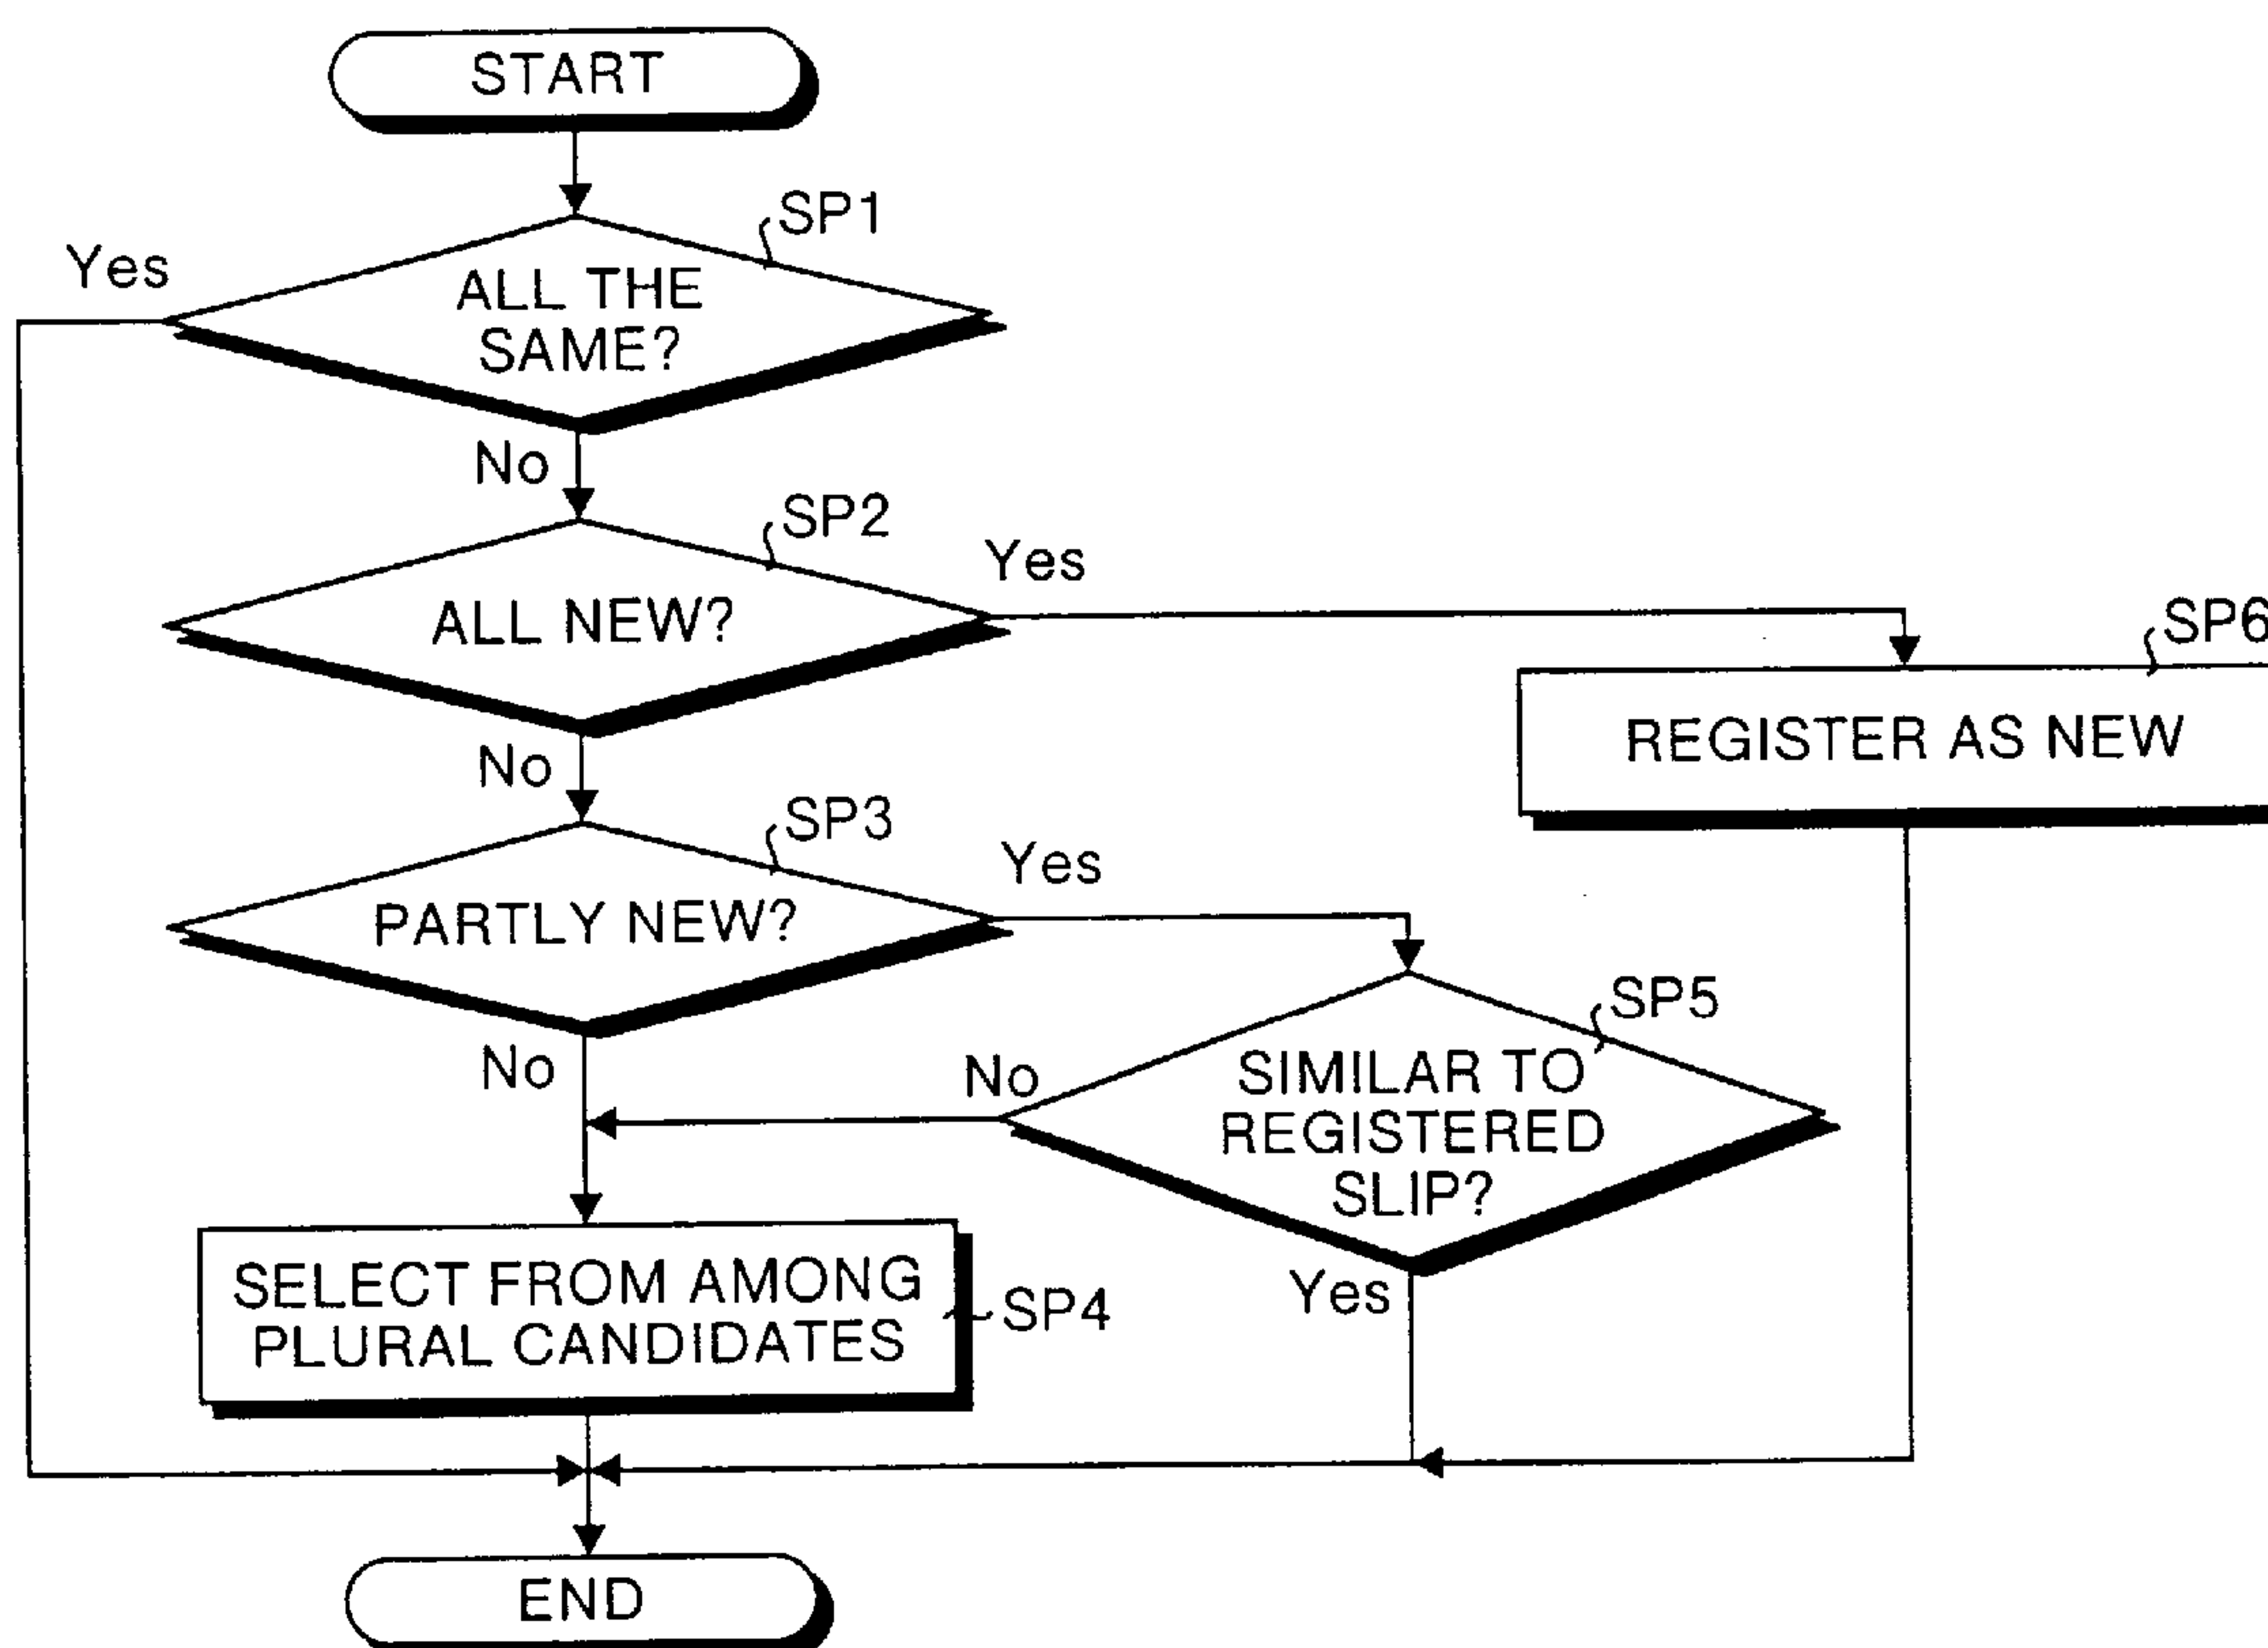 START
SP1
Yes
ALL THE
SAME?
No
SP2
Yes
ALL NEW?
SP6
REGISTER AS NEW
No
SP3
Yes
PARTLY NEW?
SP5
No
No
SIMILAR TO
REGISTERED
SLIP?
Yes
SELECT FROM AMONG
PLURAL CANDIDATES
SP4
END